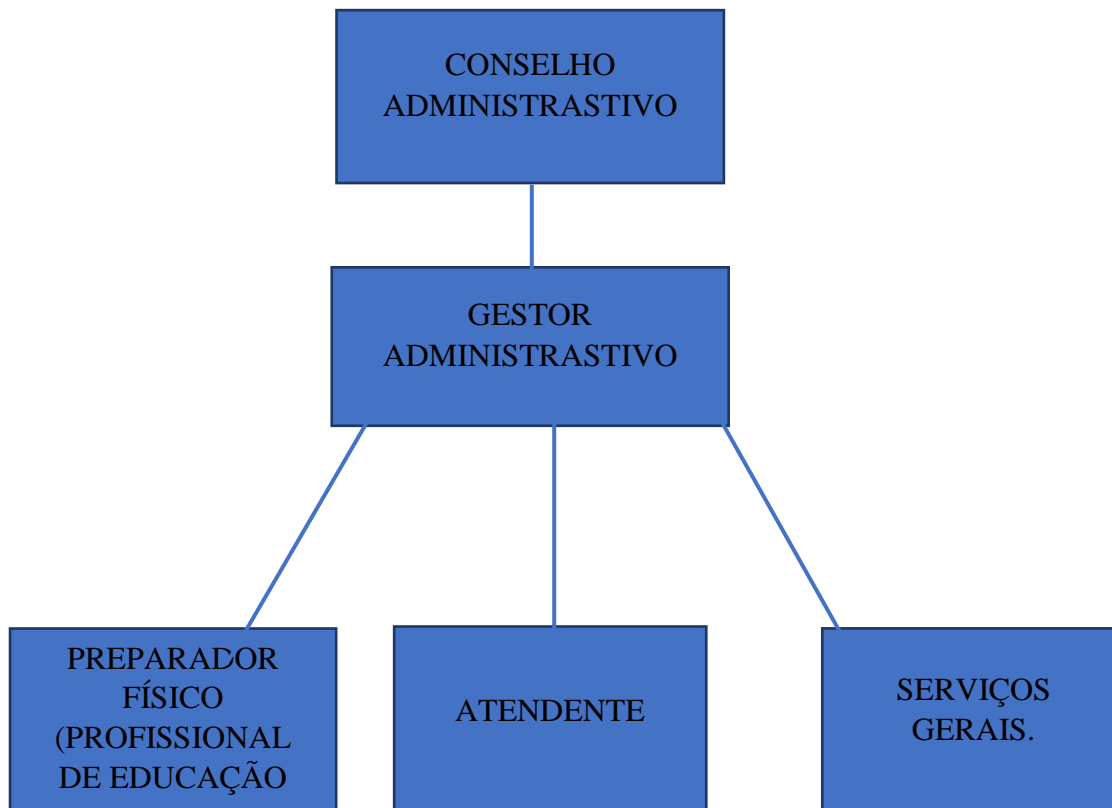 CONSELHO
ADMINISTRASTIVO
GESTOR
ADMINISTRASTIVO
PREPARADOR
FÍSICO
(PROFISSIONAL
DE EDUCAÇÃO
ATENDENTE
SERVIÇOS
GERAIS.